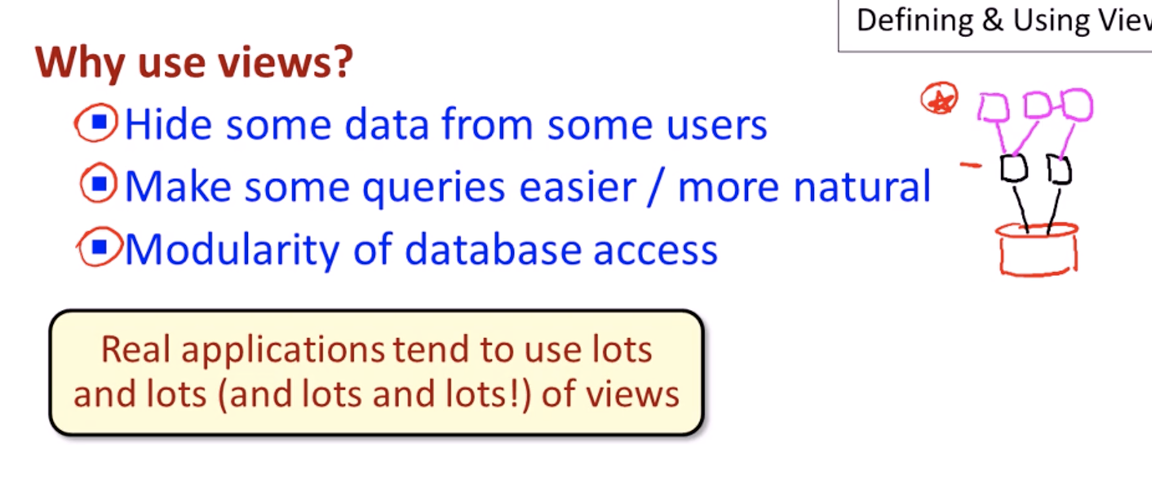 Defining & Using View
Why use views?
Hide some data from some users
Make some queries easier / more natural
Modularity of database access
Real applications tend to use lots
and lots (and lots and lots!) of views